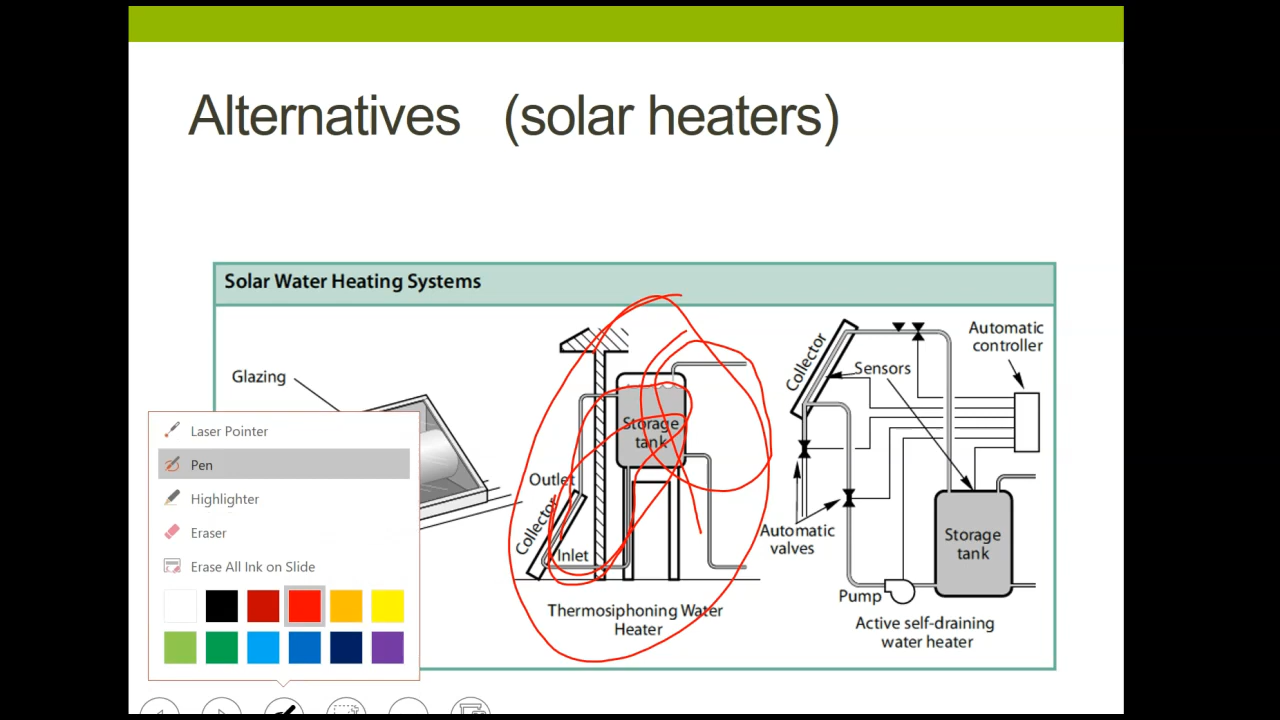 Alternatives (solar heaters)
Solar Water Heating Systems
Glazing
Laser Pointer
Pen
Highlighter
Eraser
Erase All Ink on Slide
Storage
tank
Outlet
Collector
Inlet
Thermosiphoning Water
Heater
Collector
Sensors
Automatic
controller
Automatic
valves
Storage
tank
Pump
Active self-draining
water heater